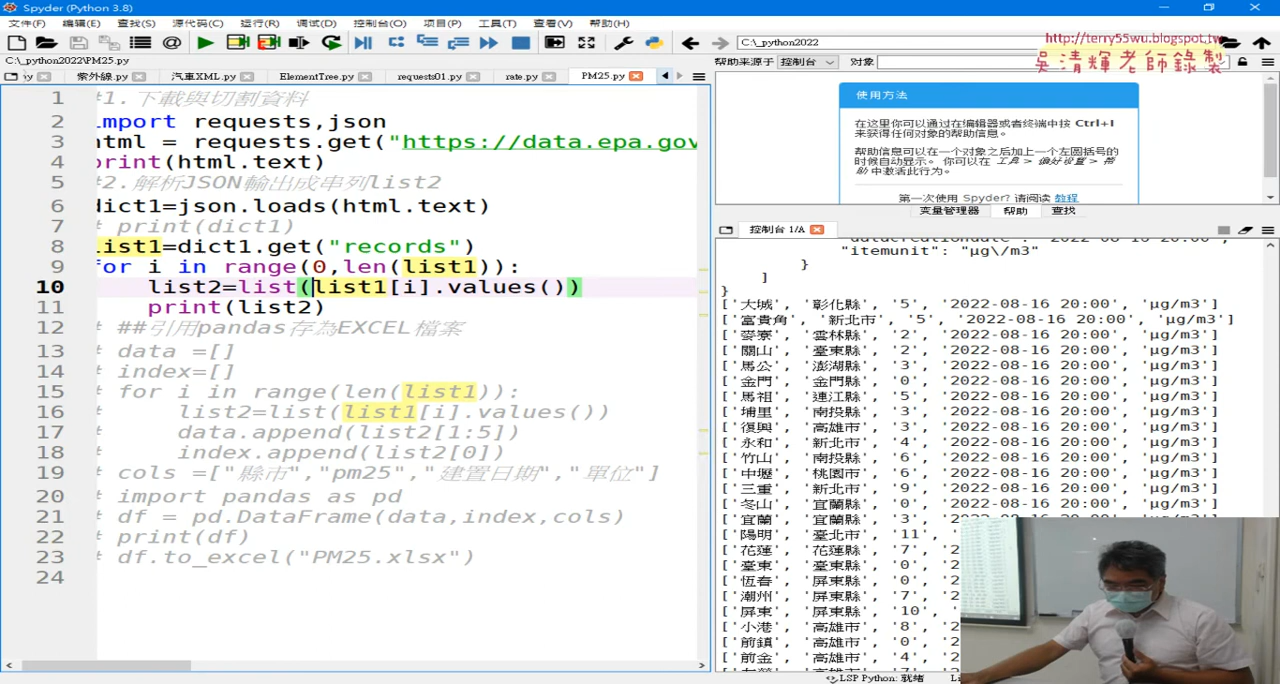 Spyder (Python 3.8)
文件(F) 编辑(E) 查找(S) 源代码(C) 运行(R) 调试(D) 控制台(O) 项目(P) 工具(T) 查看(V) 帮助(H)
C:\_python2022
http://terry55wu.blogspot.tw
吳清輝老師錄製
C:\_python2022\PM25.py
帮助来源于 控制台 对象
紫外線.py 汽車XML.py ElementTree.py requests01.py rate.py PM25.py
1 #1.下載與切割資料
2 import requests,json
3 html = requests.get("https://data.epa.gov
4 print(html.text)
5 #2.解析JSON輸出成串列list2
6 dict1=json.loads(html.text)
7 # print(dict1)
8 list1=dict1.get("records")
9 for i in range(0,len(list1)):
10 list2=list(list1[i].values())
11 print(list2)
12 # ##引用pandas存為EXCEL檔案
13 # data =[]
14 # index=[]
15 # for i in range(len(list1)):
16 # list2=list(list1[i].values())
17 # data.append(list2[1:5])
18 # index.append(list2[0])
19 # cols =["縣市","pm25","建置日期","單位"]
20 # import pandas as pd
21 # df = pd.DataFrame(data,index,cols)
22 # print(df)
23 # df.to_excel("PM25.xlsx")
24
使用方法
在这里你可以通过在编辑器或者终端中按 Ctrl+I
来获得任何对象的帮助信息。
帮助信息可以在一个对象之后加上一个左圆括号的
时候自动显示。 你可以在 工具 > 偏好设置 > 帮
助 中激活此行为。
第一次使用 Spyder? 请阅读 教程
变量管理器 帮助 查找
控制台 1/A
"datacreationdate": "2022-08-16 20:00",
"itemunit": "μg\/m3"
}
]
}
['大城', '彰化縣', '5', '2022-08-16 20:00', 'μg/m3']
['富貴角', '新北市', '5', '2022-08-16 20:00', 'μg/m3']
['麥寮', '雲林縣', '2', '2022-08-16 20:00', 'μg/m3']
['關山', '臺東縣', '2', '2022-08-16 20:00', 'μg/m3']
['馬公', '澎湖縣', '3', '2022-08-16 20:00', 'μg/m3']
['金門', '金門縣', '0', '2022-08-16 20:00', 'μg/m3']
['馬祖', '連江縣', '5', '2022-08-16 20:00', 'μg/m3']
['埔里', '南投縣', '3', '2022-08-16 20:00', 'μg/m3']
['復興', '高雄市', '3', '2022-08-16 20:00', 'μg/m3']
['永和', '新北市', '4', '2022-08-16 20:00', 'μg/m3']
['竹山', '南投縣', '6', '2022-08-16 20:00', 'μg/m3']
['中壢', '桃園市', '6', '2022-08-16 20:00', 'μg/m3']
['三重', '新北市', '9', '2022-08-16 20:00', 'μg/m3']
['冬山', '宜蘭縣', '0', '2022-08-16 20:00', 'μg/m3']
['宜蘭', '宜蘭縣', '3', '2022-08-16 20:00', 'μg/m3']
['陽明', '臺北市', '11', '2
['花蓮', '花蓮縣', '7', '2
['臺東', '臺東縣', '0', '2
['恆春', '屏東縣', '0', '2
['潮州', '屏東縣', '7', '2
['屏東', '屏東縣', '10', '2
['小港', '高雄市', '8', '2
['前鎮', '高雄市', '0', '2
['前金', '高雄市', '4', '2
LSP Python: 就绪